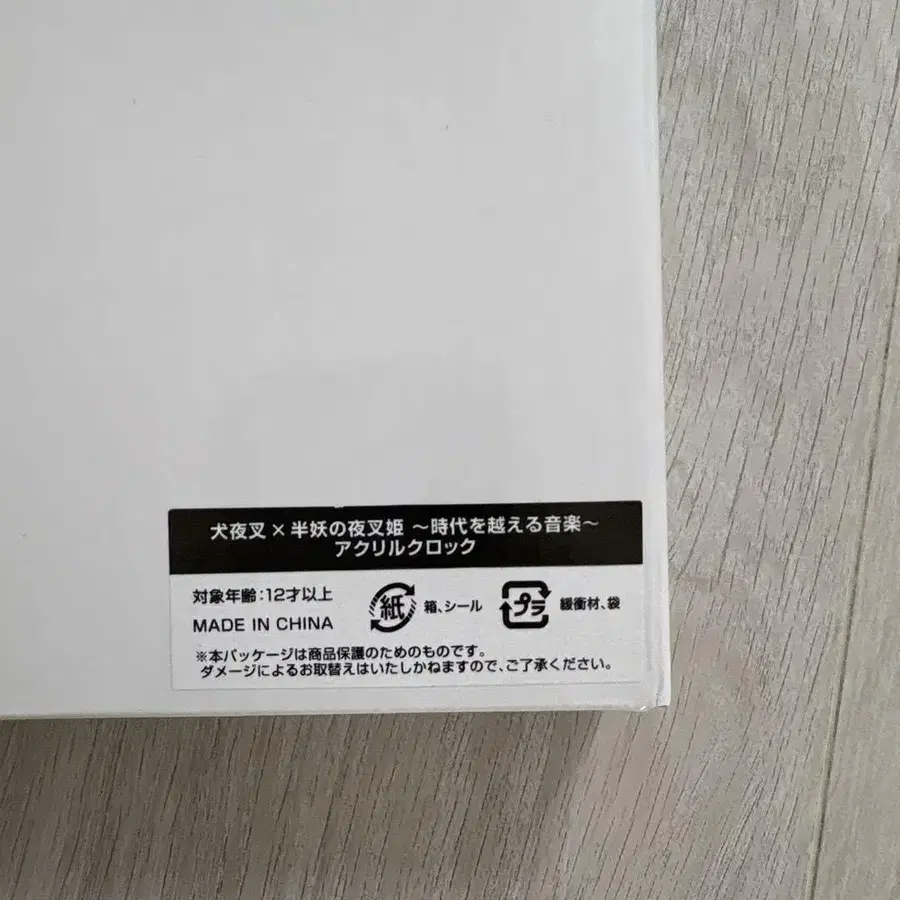 犬夜叉×半妖の夜叉姫 ～時代を越える音楽～
アクリルクロック
対象年齢:12才以上
MADE IN CHINA
紙 箱、シール
プラ 緩衝材、袋
※本パッケージは商品保護のためのものです。
ダメージによるお取替えはいたしかねますので、ご了承ください。